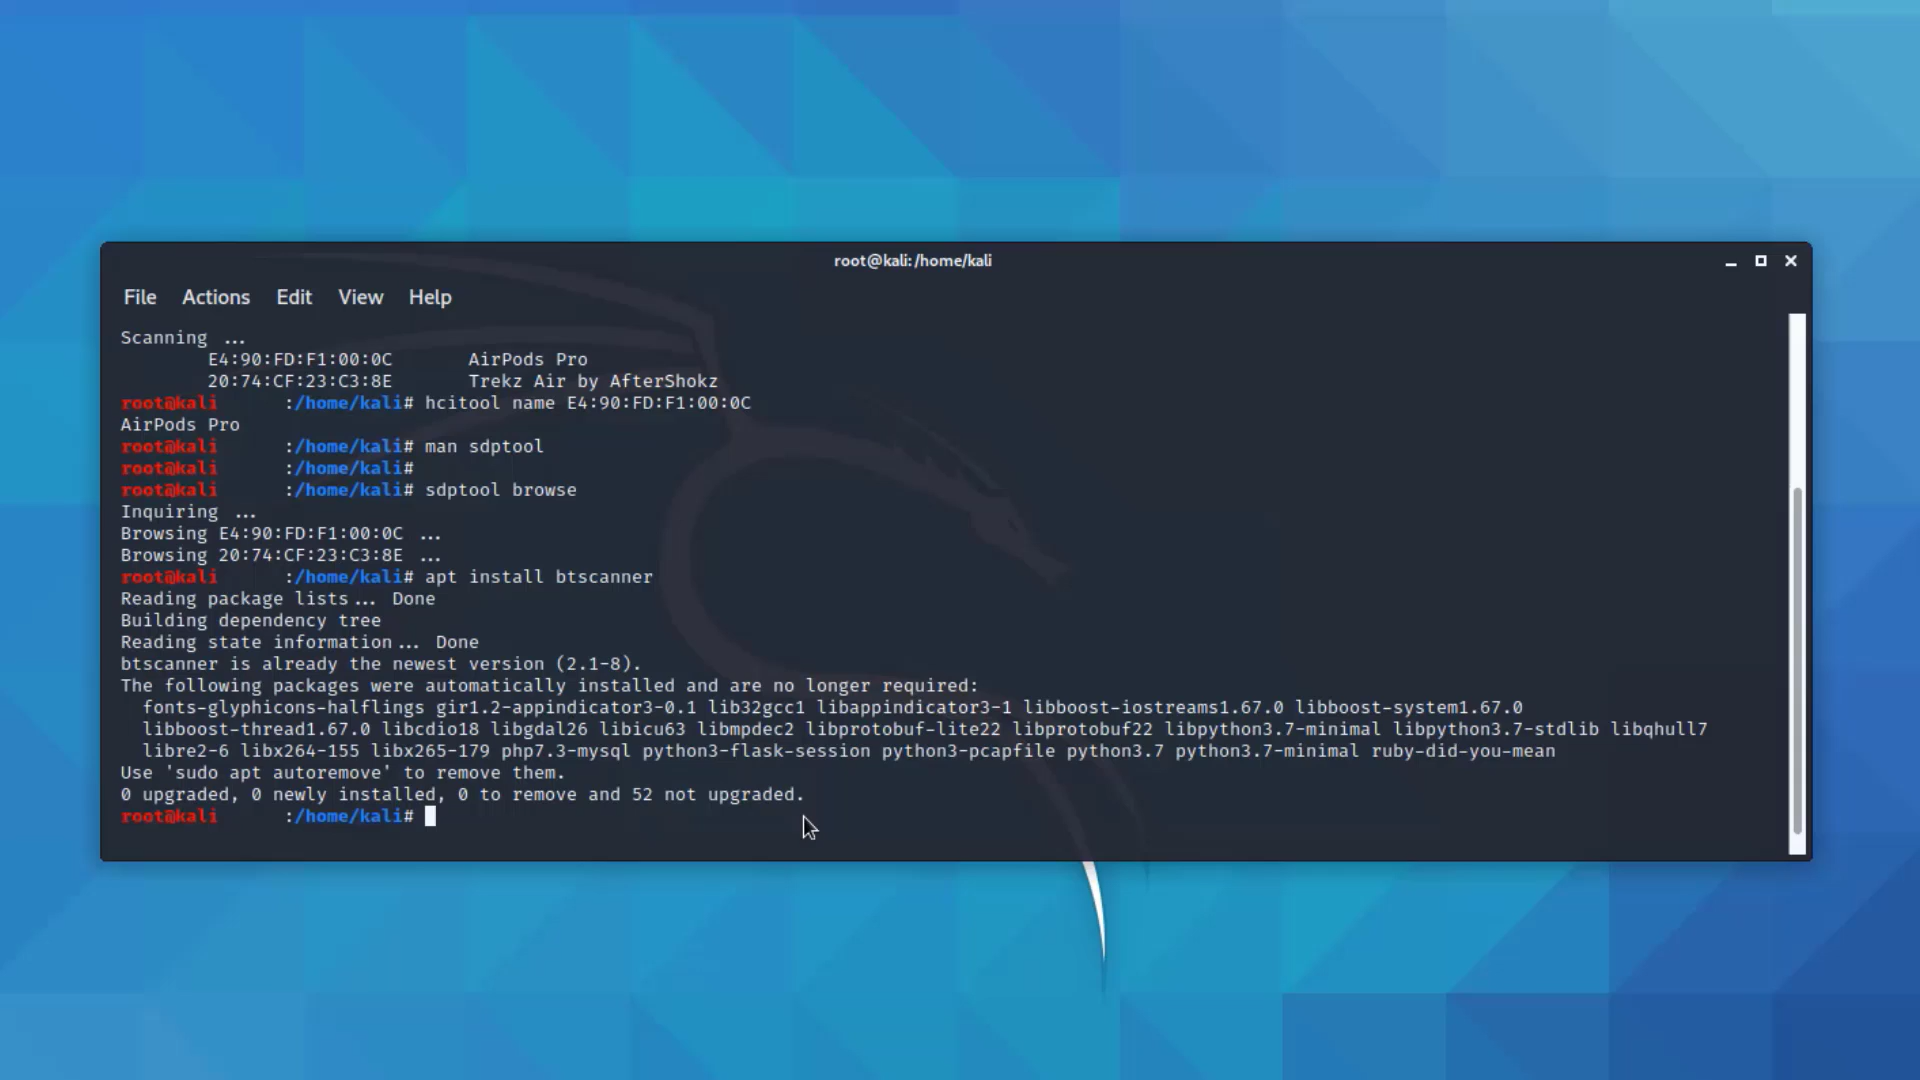 root@kali:/home/kali
File Actions Edit View Help
Scanning ...
E4:90:FD:F1:00:0C AirPods Pro
20:74:CF:23:C3:8E Trekz Air by AfterShokz
root@kali :/home/kali# hcitool name E4:90:FD:F1:00:0C
AirPods Pro
root@kali :/home/kali# man sdptool
root@kali :/home/kali#
root@kali :/home/kali# sdptool browse
Inquiring ...
Browsing E4:90:FD:F1:00:0C ...
Browsing 20:74:CF:23:C3:8E ...
root@kali :/home/kali# apt install btscanner
Reading package lists... Done
Building dependency tree
Reading state information... Done
btscanner is already the newest version (2.1-8).
The following packages were automatically installed and are no longer required:
fonts-glyphicons-halflings gir1.2-appindicator3-0.1 lib32gcc1 libappindicator3-1 libboost-iostreams1.67.0 libboost-system1.67.0
libboost-thread1.67.0 libcdio18 libgdal26 libicu63 libmpdec2 libprotobuf-lite22 libprotobuf22 libpython3.7-minimal libpython3.7-stdlib libqhull7
libre2-6 libx264-155 libx265-179 php7.3-mysql python3-flask-session python3-pcapfile python3.7 python3.7-minimal ruby-did-you-mean
Use 'sudo apt autoremove' to remove them.
0 upgraded, 0 newly installed, 0 to remove and 52 not upgraded.
root@kali :/home/kali#